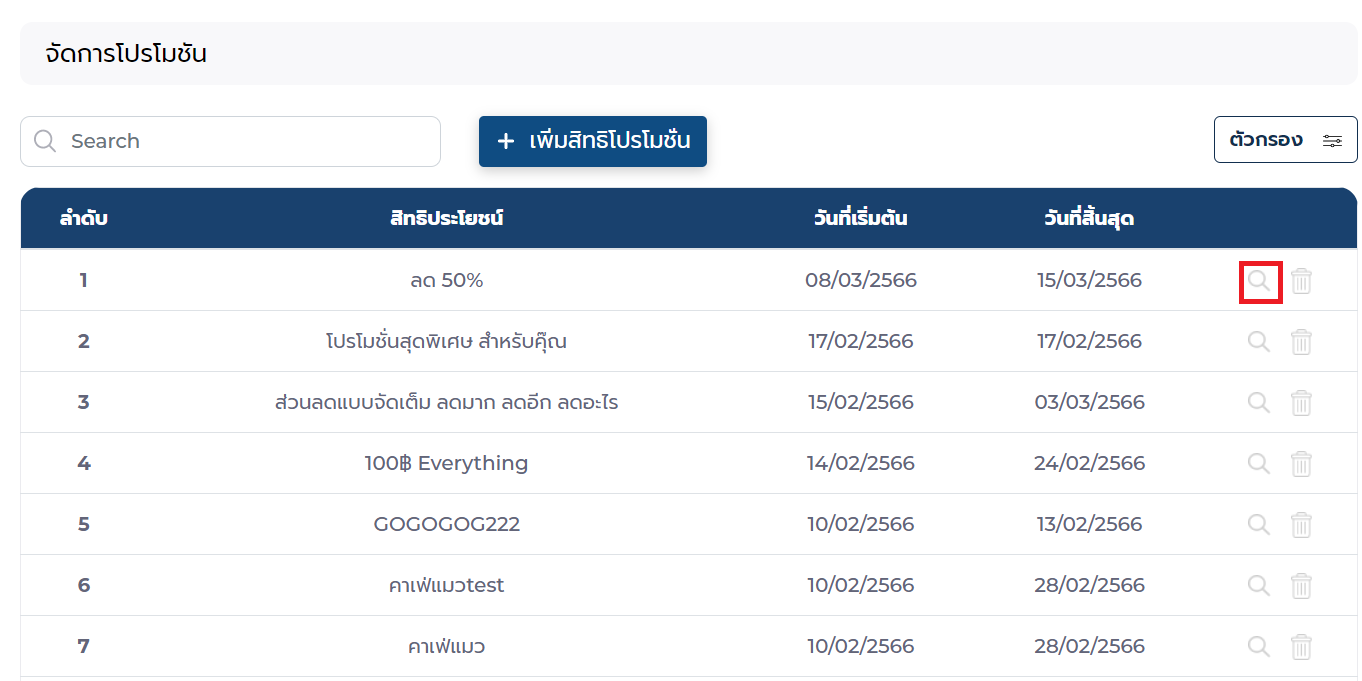 จัดการโปรโมชัน
Search
+ เพิ่มสิทธิโปรโมชั่น
ตัวกรอง
ลำดับ สิทธิประโยชน์ วันที่เริ่มต้น วันที่สิ้นสุด
1 ลด 50% 08/03/2566 15/03/2566
2 โปรโมชั่นสุดพิเศษ สำหรับคุ๊ณ 17/02/2566 17/02/2566
3 ส่วนลดแบบจัดเต็ม ลดมาก ลดอีก ลดอะไร 15/02/2566 03/03/2566
4 100฿ Everything 14/02/2566 24/02/2566
5 GOGOGOG222 10/02/2566 13/02/2566
6 คาเฟ่แมวtest 10/02/2566 28/02/2566
7 คาเฟ่แมว 10/02/2566 28/02/2566